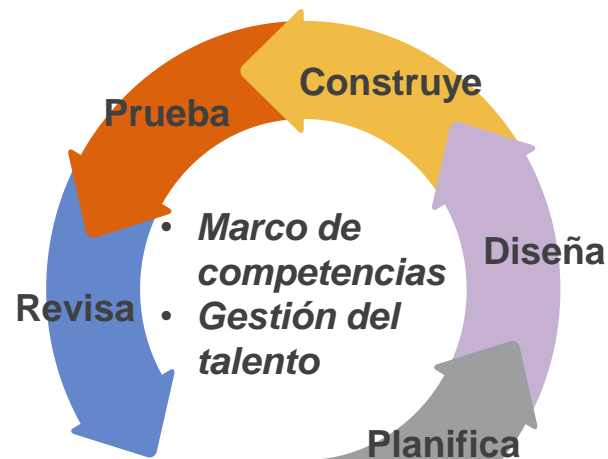 Construye
Prueba
• Marco de
competencias
• Gestión del
talento
Diseña
Revisa
Planifica